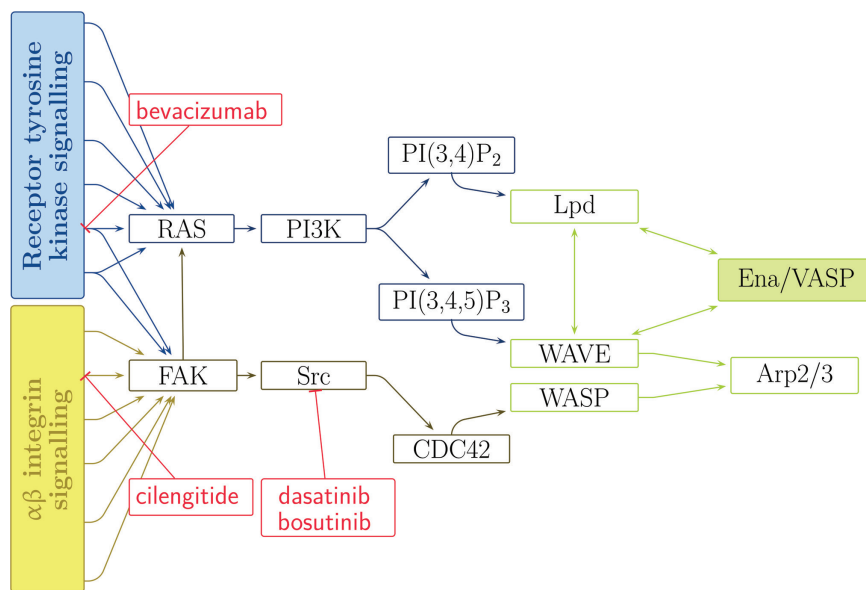 Receptor tyrosine
kinase signalling
bevacizumab
PI(3,4)P₂
Lpd
RAS
PI3K
Ena/VASP
PI(3,4,5)P₃
WAVE
FAK
Src
Arp2/3
WASP
CDC42
αβ integrin
signalling
cilengitide
dasatinib
bosutinib